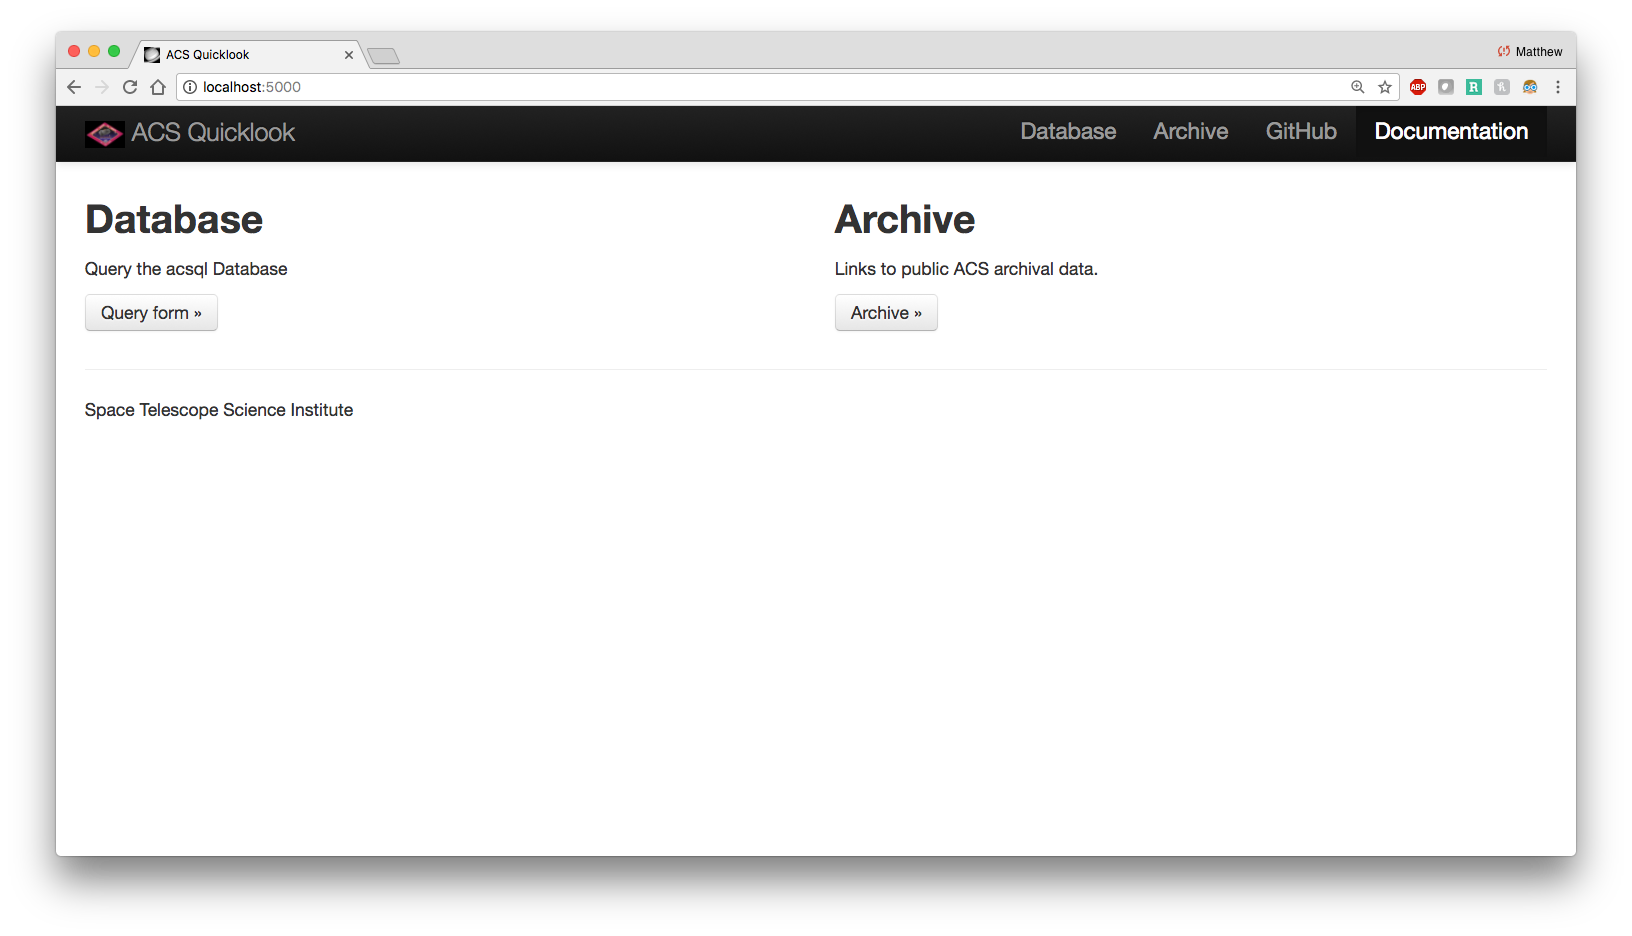 ACS Quicklook
Matthew
localhost:5000
ABP
R
ACS Quicklook
Database
Archive
GitHub
Documentation
Database
Query the acsql Database
Query form »
Archive
Links to public ACS archival data.
Archive »
Space Telescope Science Institute